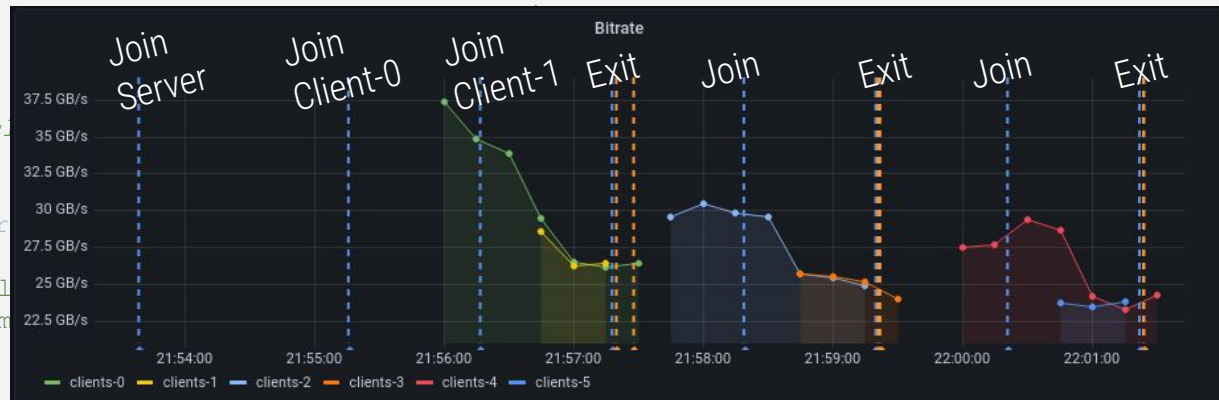 Bitrate
Join
Server
Join
Client-0
Join
Client-1
Exit
Join
Exit
Join
Exit
37.5 GB/s
35 GB/s
32.5 GB/s
30 GB/s
27.5 GB/s
25 GB/s
22.5 GB/s
21:54:00 21:55:00 21:56:00 21:57:00 21:58:00 21:59:00 22:00:00 22:01:00
clients-0 clients-1 clients-2 clients-3 clients-4 clients-5